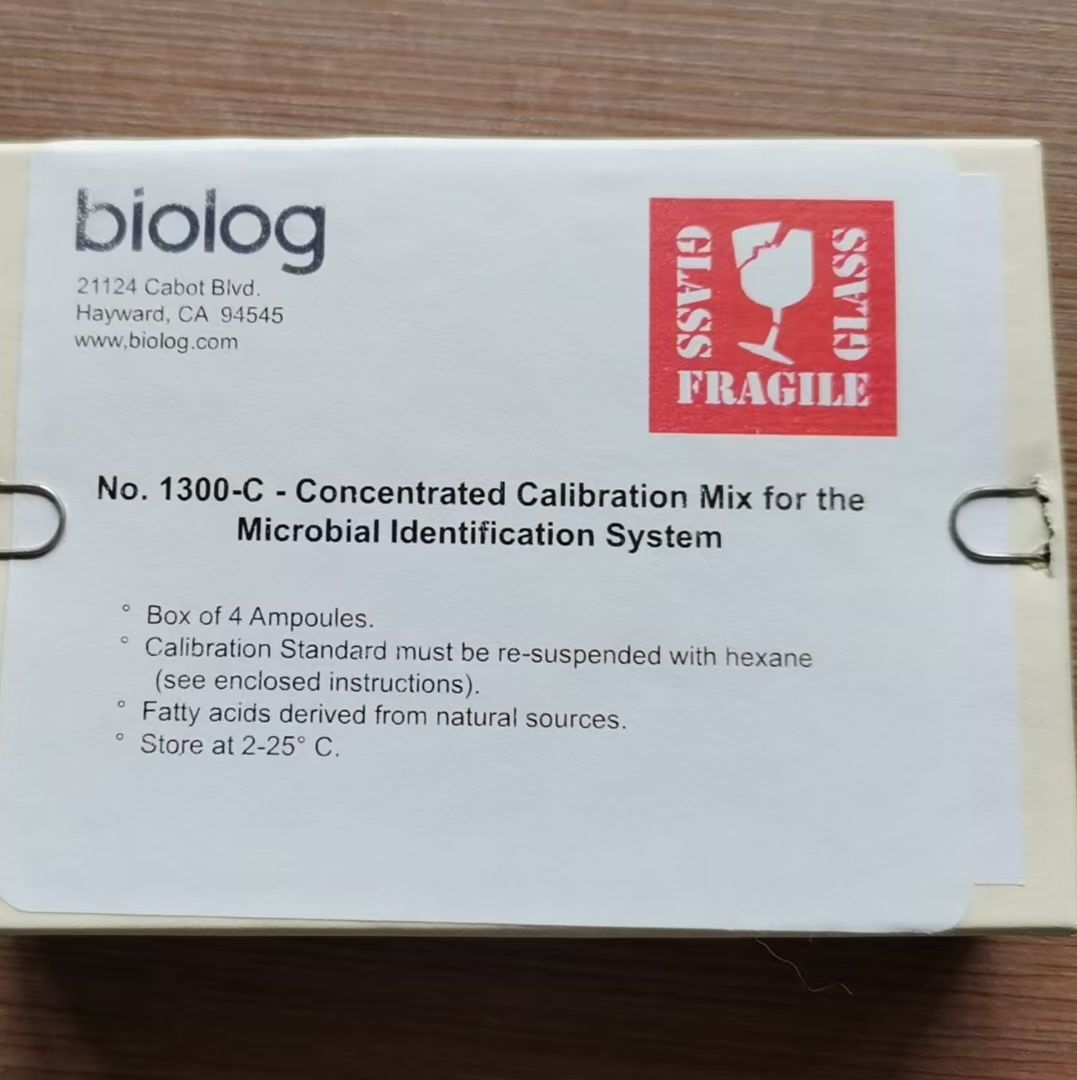 biolog
21124 Cabot Blvd.
Hayward, CA 94545
www.biolog.com
GLASS
GLASS
FRAGILE
No. 1300-C - Concentrated Calibration Mix for the
Microbial Identification System
° Box of 4 Ampoules.
° Calibration Standard must be re-suspended with hexane
(see enclosed instructions).
° Fatty acids derived from natural sources.
° Store at 2-25° C.